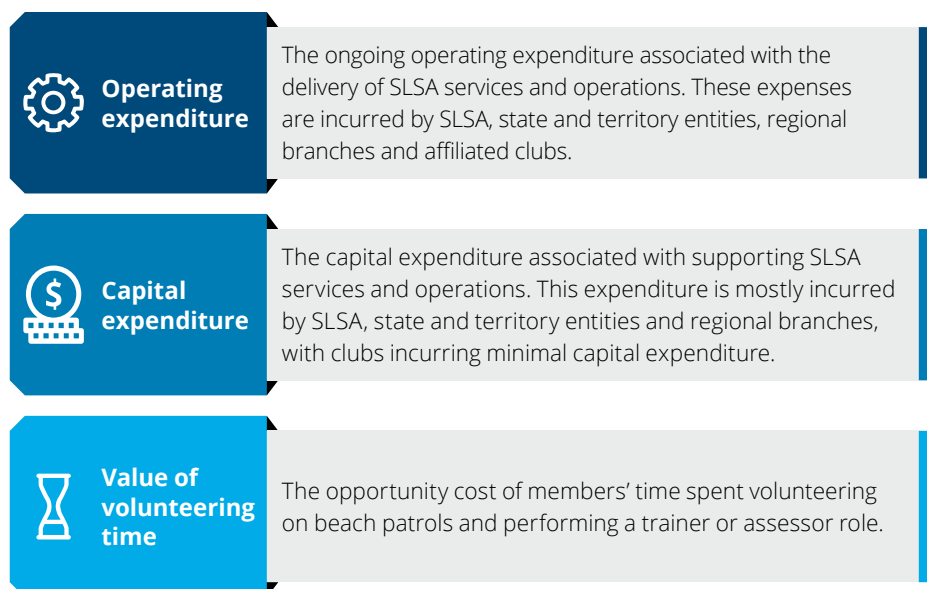 Operating
expenditure
The ongoing operating expenditure associated with the
delivery of SLSA services and operations. These expenses
are incurred by SLSA, state and territory entities, regional
branches and affiliated clubs.
$
Capital
expenditure
The capital expenditure associated with supporting SLSA
services and operations. This expenditure is mostly incurred
by SLSA, state and territory entities and regional branches,
with clubs incurring minimal capital expenditure.
Value of
volunteering
time
The opportunity cost of members’ time spent volunteering
on beach patrols and performing a trainer or assessor role.